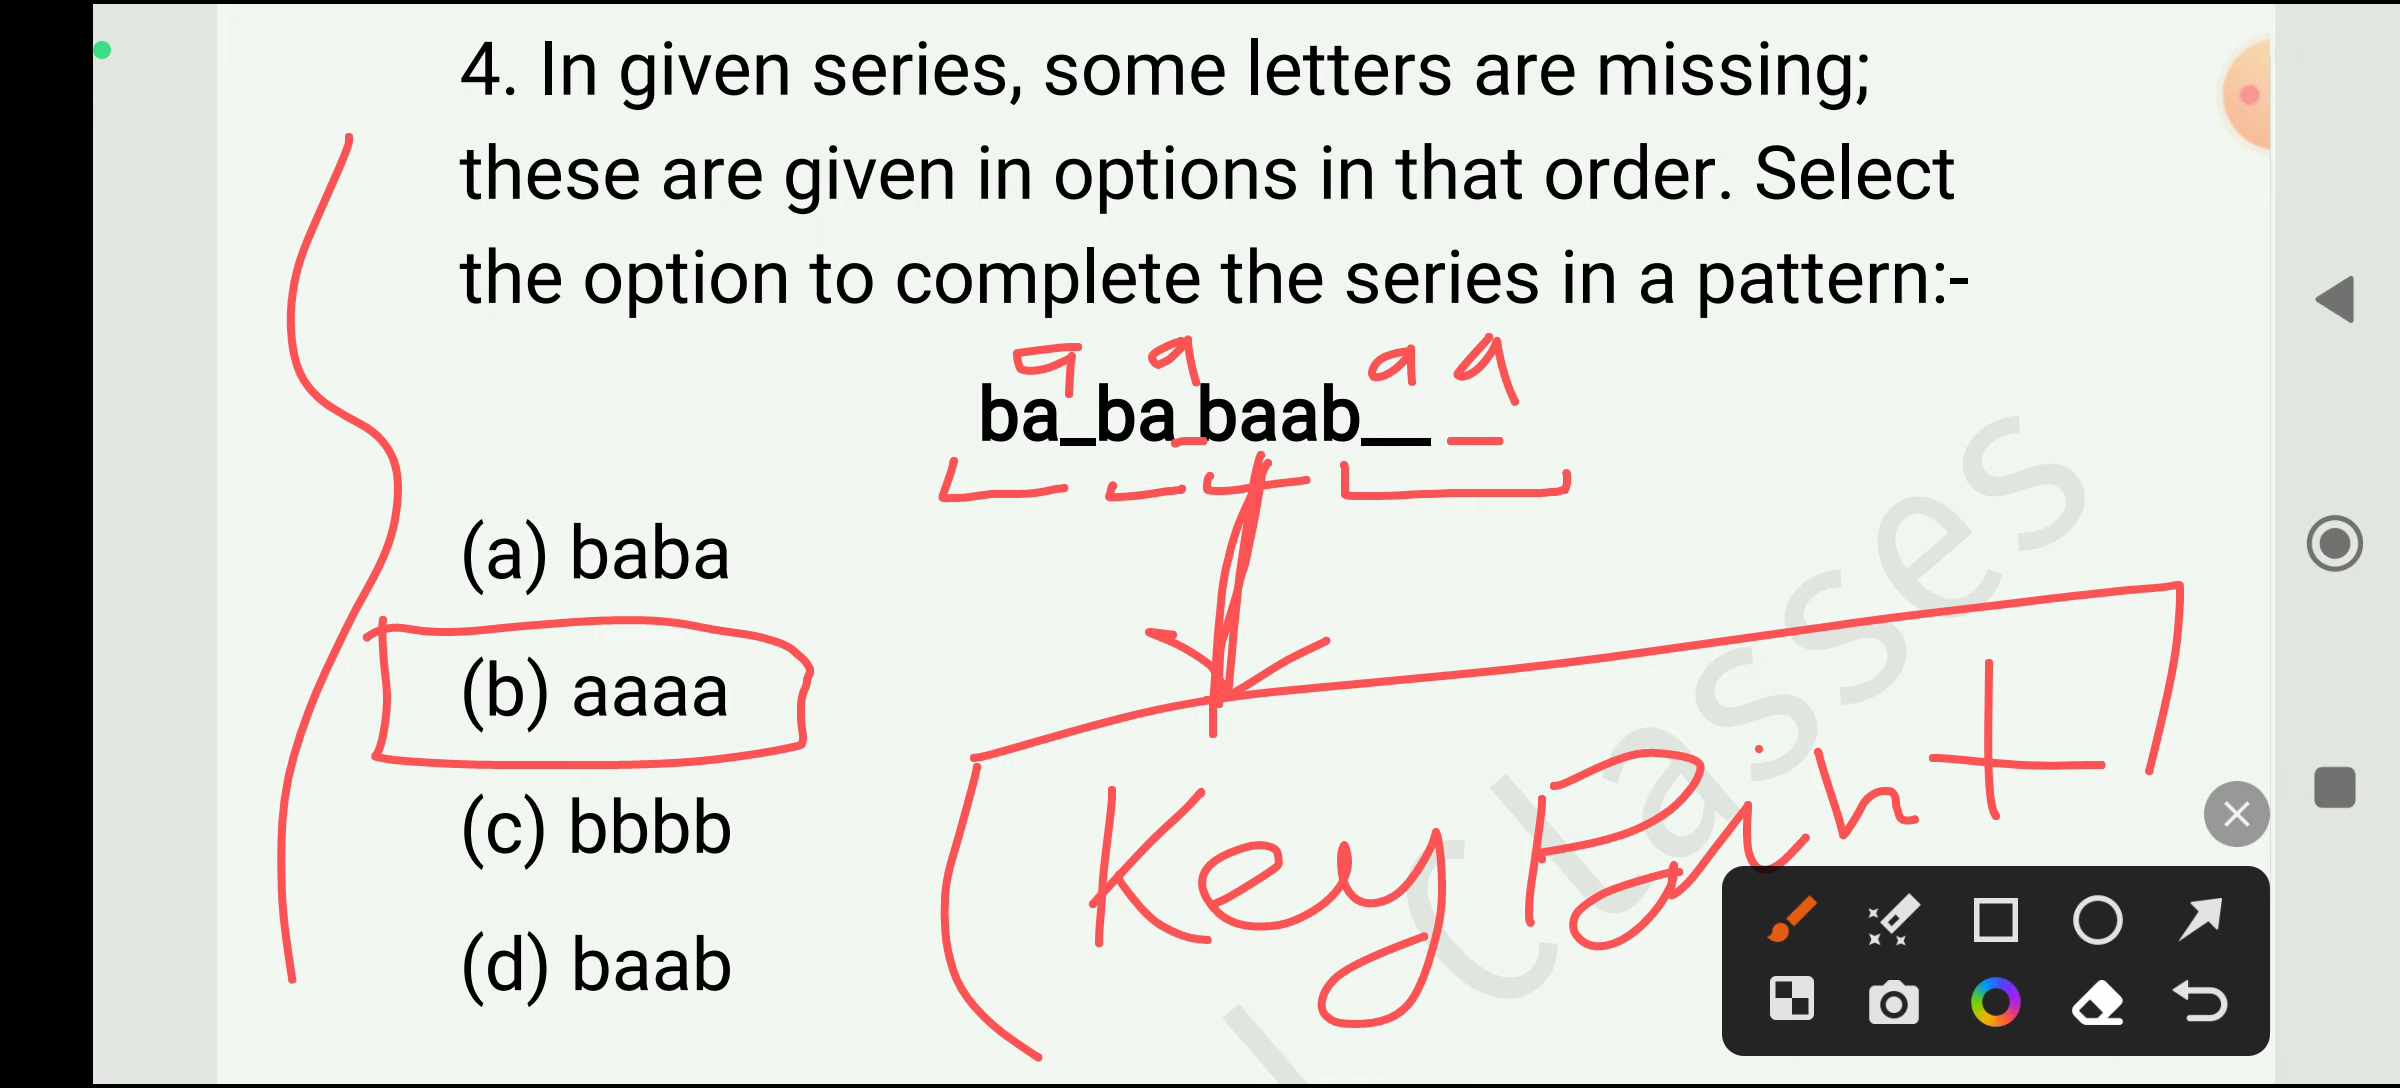 4. In given series, some letters are missing;
these are given in options in that order. Select
the option to complete the series in a pattern:-
a a a a
ba_ba_baab__ _
(a) baba
(b) aaaa
(c) bbbb
(d) baab
Key Point
Classes